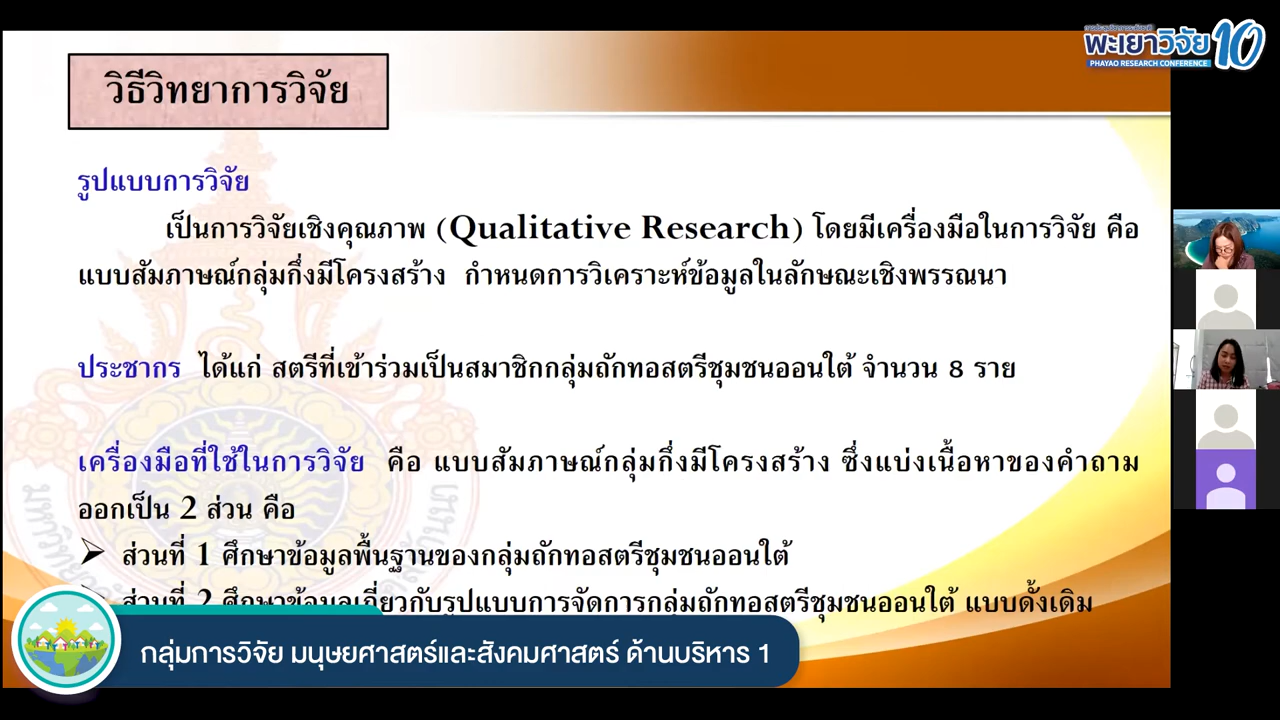 พะเยาวิจัย 10
PHAYAO RESEARCH CONFERENCE
วิธีวิทยาการวิจัย
รูปแบบการวิจัย
เป็นการวิจัยเชิงคุณภาพ (Qualitative Research) โดยมีเครื่องมือในการวิจัย คือ
แบบสัมภาษณ์กลุ่มกึ่งมีโครงสร้าง กำหนดการวิเคราะห์ข้อมูลในลักษณะเชิงพรรณนา
ประชากร ได้แก่ สตรีที่เข้าร่วมเป็นสมาชิกกลุ่มถักทอสตรีชุมชนออนใต้ จำนวน 8 ราย
เครื่องมือที่ใช้ในการวิจัย คือ แบบสัมภาษณ์กลุ่มกึ่งมีโครงสร้าง ซึ่งแบ่งเนื้อหาของคำถาม
ออกเป็น 2 ส่วน คือ
➢ ส่วนที่ 1 ศึกษาข้อมูลพื้นฐานของกลุ่มถักทอสตรีชุมชนออนใต้
ส่วนที่ 2 ศึกษาข้อมูลเกี่ยวกับรูปแบบการจัดการกลุ่มถักทอสตรีชุมชนออนใต้ แบบดั้งเดิม
กลุ่มการวิจัย มนุษยศาสตร์และสังคมศาสตร์ ด้านบริหาร 1